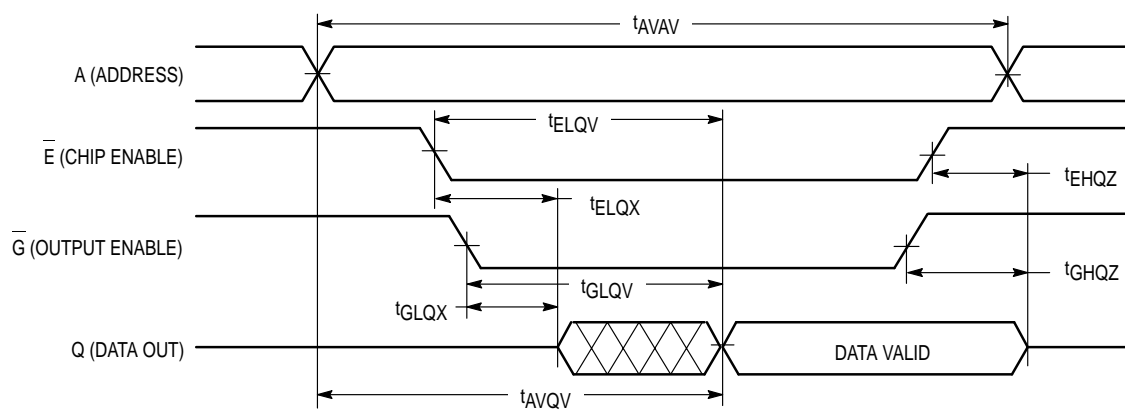 tAVAV
A (ADDRESS)
tELQV
E (CHIP ENABLE)
tEHQZ
tELQX
G (OUTPUT ENABLE)
tGHQZ
tGLQV
tGLQX
Q (DATA OUT)
DATA VALID
tAVQV